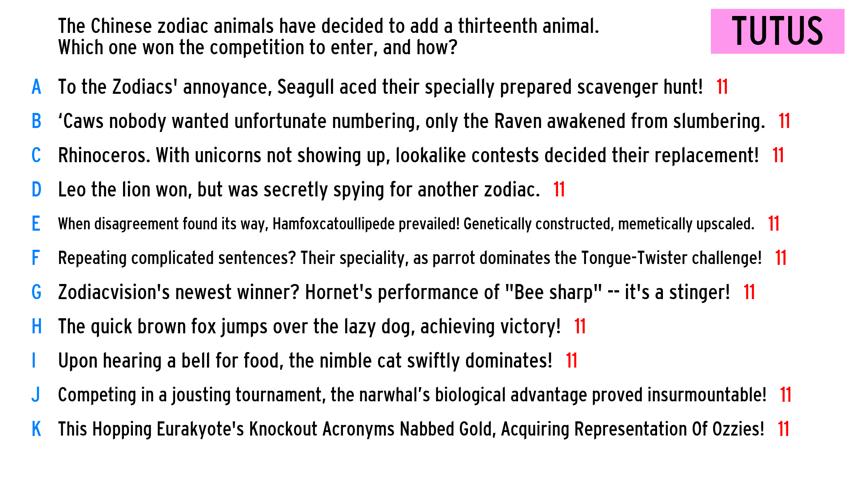 The Chinese zodiac animals have decided to add a thirteenth animal.
Which one won the competition to enter, and how?
TUTUS
A To the Zodiacs' annoyance, Seagull aced their specially prepared scavenger hunt! 11
B ‘Caws nobody wanted unfortunate numbering, only the Raven awakened from slumbering. 11
C Rhinoceros. With unicorns not showing up, lookalike contests decided their replacement! 11
D Leo the lion won, but was secretly spying for another zodiac. 11
E When disagreement found its way, Hamfoxcatoullipede prevailed! Genetically constructed, memetically upscaled. 11
F Repeating complicated sentences? Their speciality, as parrot dominates the Tongue-Twister challenge! 11
G Zodiacvision's newest winner? Hornet's performance of "Bee sharp" -- it's a stinger! 11
H The quick brown fox jumps over the lazy dog, achieving victory! 11
I Upon hearing a bell for food, the nimble cat swiftly dominates! 11
J Competing in a jousting tournament, the narwhal’s biological advantage proved insurmountable! 11
K This Hopping Eurakyote's Knockout Acronyms Nabbed Gold, Acquiring Representation Of Ozzies! 11